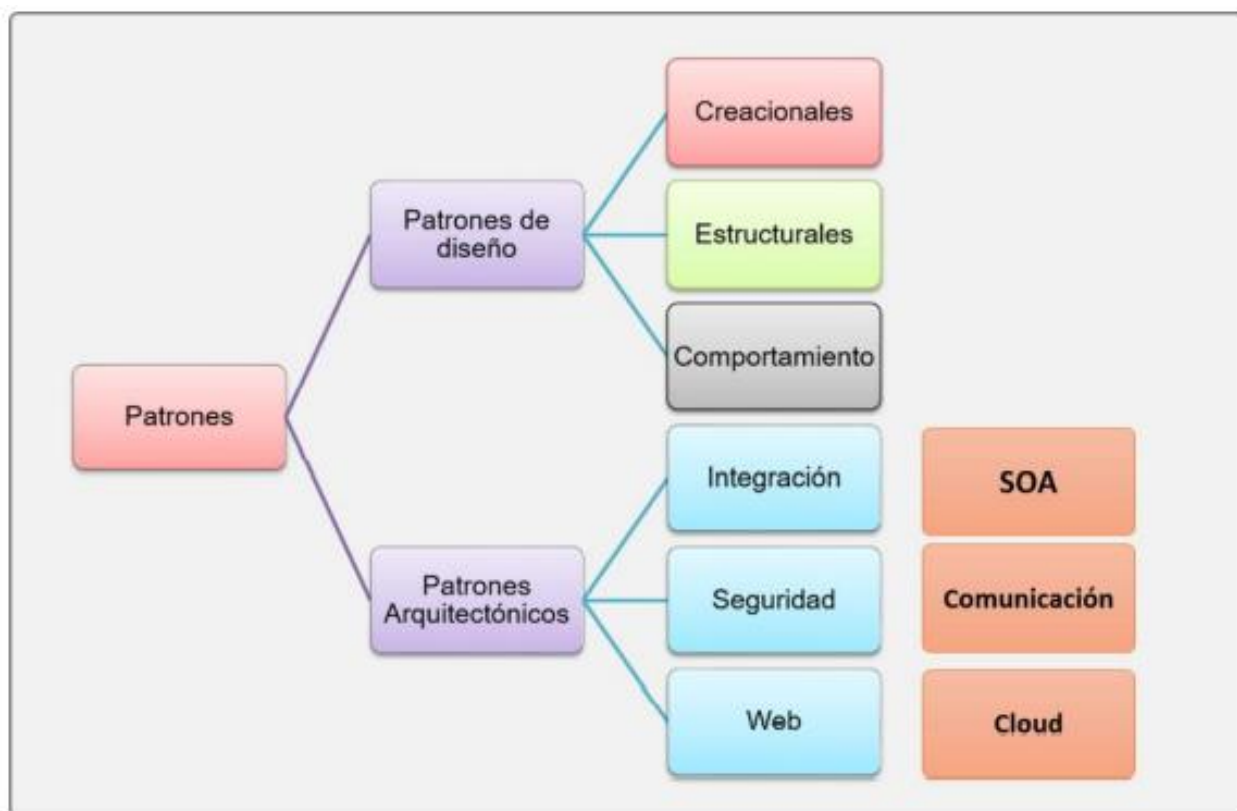 Creacionales
Patrones de
diseño
Estructurales
Comportamiento
Patrones
Integración
SOA
Patrones
Arquitectónicos
Seguridad
Comunicación
Web
Cloud